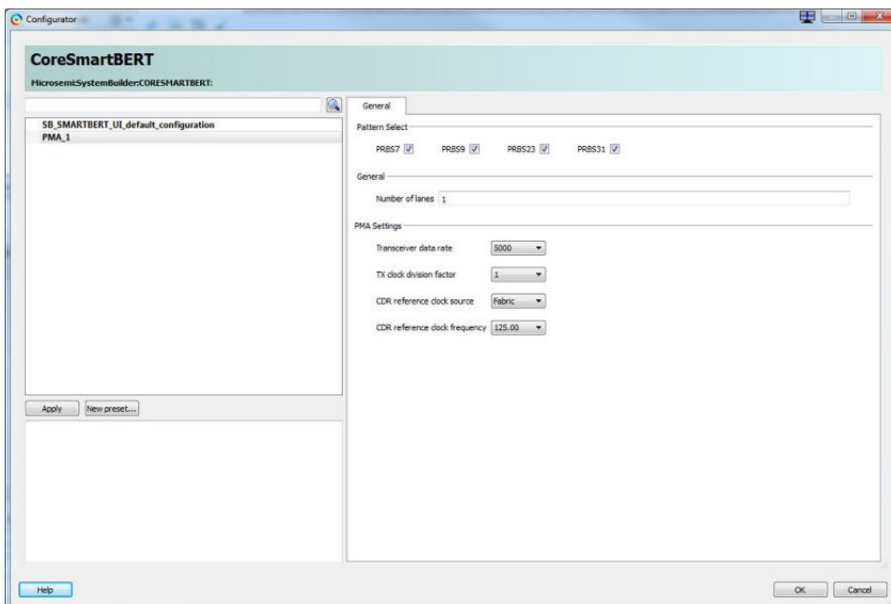 Configurator
CoreSmartBERT
Microsemi:SystemBuilder:CORESMARTBERT:
SB_SMARTBERT_UI_default_configuration
PMA_1
Apply New preset...
General
Pattern Select
PRBS7 PRBS9 PRBS23 PRBS31
General
Number of lanes 1
PMA Settings
Transceiver data rate 5000
TX clock division factor 1
CDR reference clock source Fabric
CDR reference clock frequency 125.00
Help OK Cancel